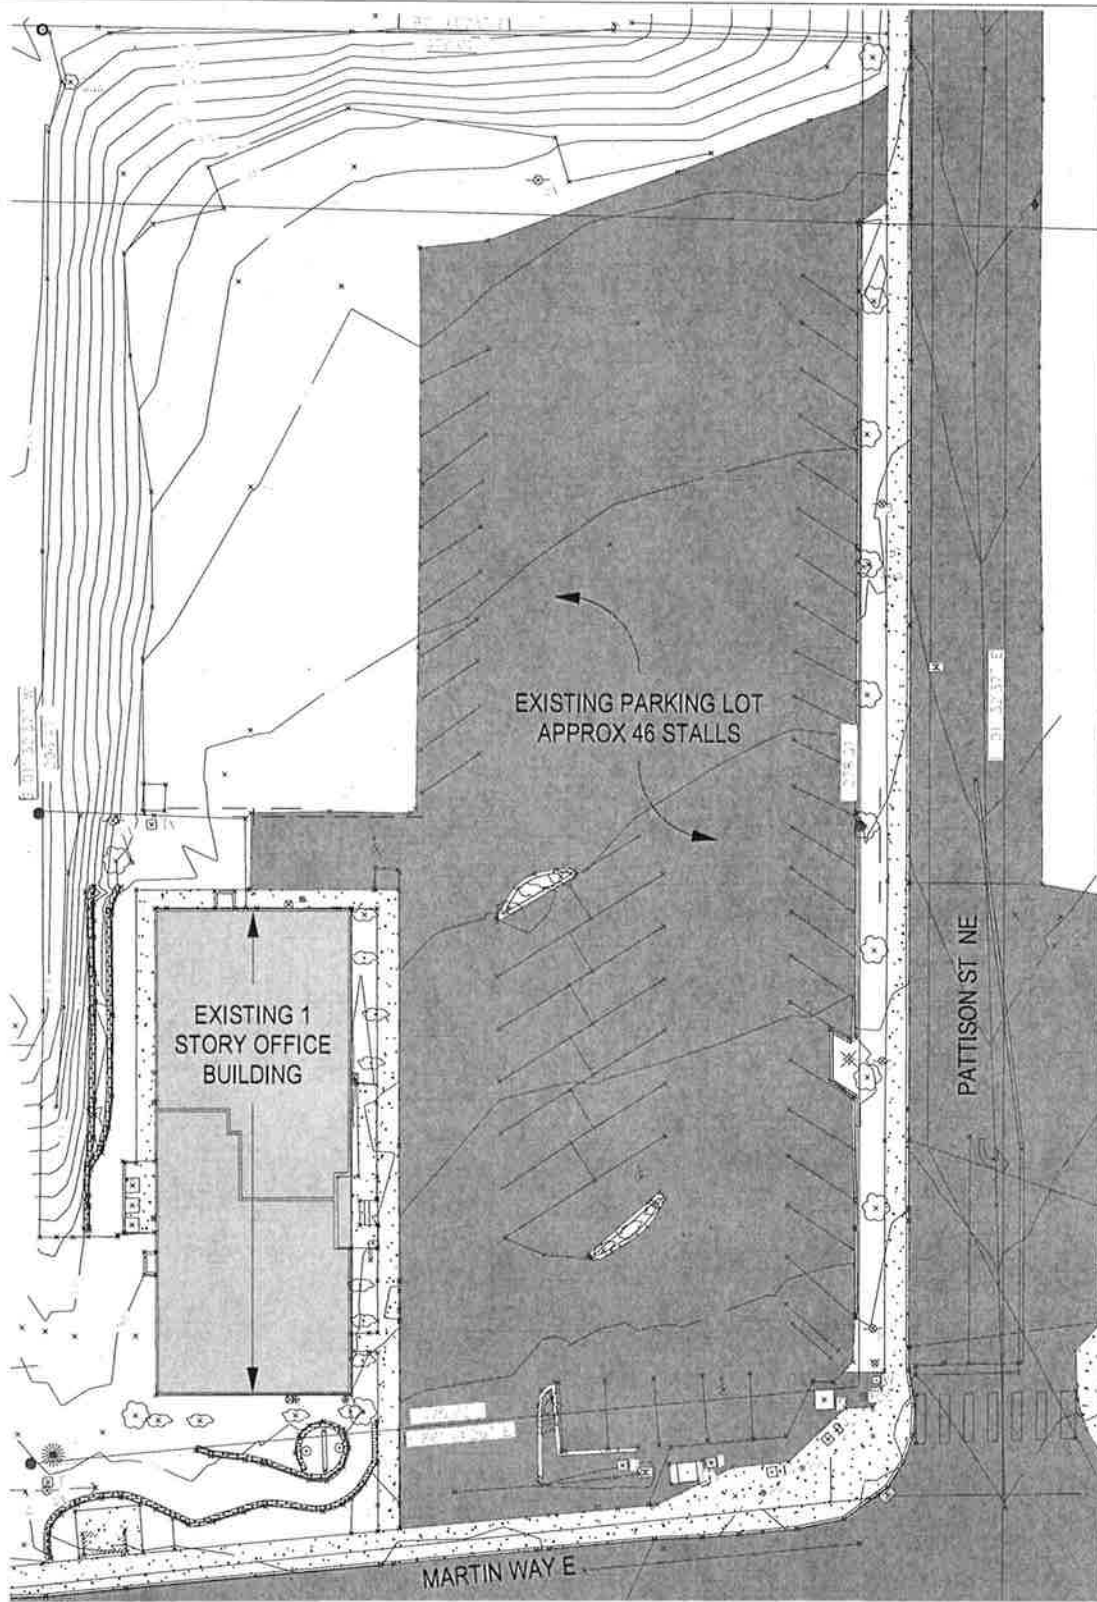 EXISTING PARKING LOT
APPROX 46 STALLS
EXISTING 1
STORY OFFICE
BUILDING
PATTISON ST NE
MARTIN WAY E